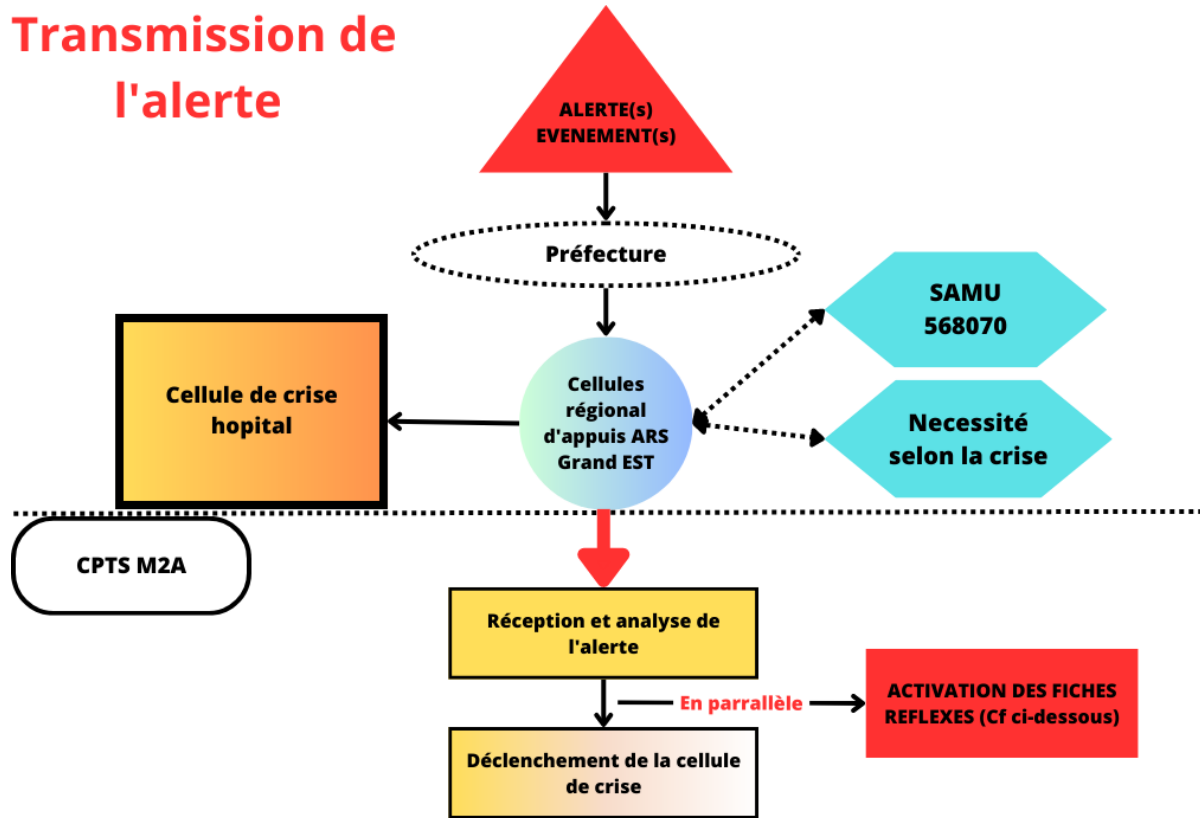 Transmission de
l'alerte
ALERTE(s)
EVENEMENT(s)
Préfecture
SAMU
568070
Cellule de crise
hopital
Cellules
régional
d'appuis ARS
Grand EST
Necessité
selon la crise
CPTS M2A
Réception et analyse de
l'alerte
En parrallèle
ACTIVATION DES FICHES
REFLEXES (Cf ci-dessous)
Déclenchement de la cellule
de crise